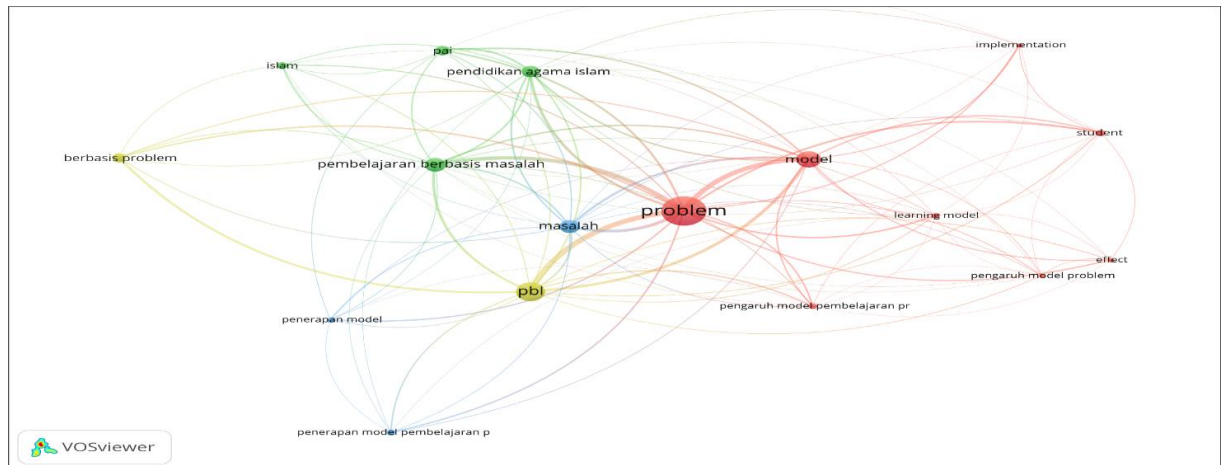 implementation
pai
islam
pendidikan agama islam
student
berbasis problem
pembelajaran berbasis masalah
model
problem
learning model
masalah
effect
pengaruh model problem
pbl
pengaruh model pembelajaran pr
penerapan model
penerapan model pembelajaran p
VOSviewer